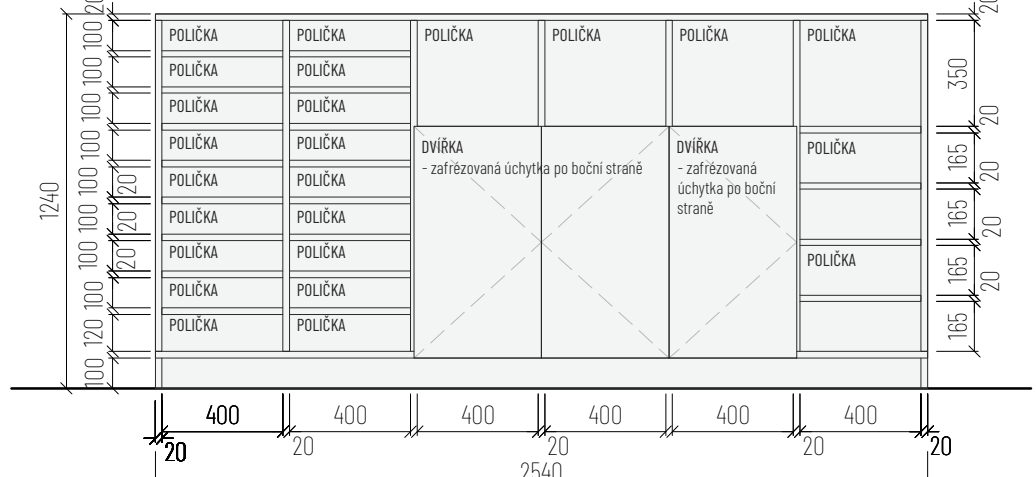 20
20
POLIČKA POLIČKA POLIČKA POLIČKA POLIČKA POLIČKA
100
350
POLIČKA POLIČKA
100
POLIČKA POLIČKA
100
20
POLIČKA POLIČKA DVÍŘKA DVÍŘKA POLIČKA
100
- zafrézovaná úchytka po boční straně
- zafrézovaná
úchytka po boční
straně
165
20
POLIČKA POLIČKA
100
20
1240
POLIČKA POLIČKA
100
20
165
20
POLIČKA POLIČKA POLIČKA
100
20
165
20
POLIČKA POLIČKA
100
POLIČKA POLIČKA
120
165
100
400 400 400 400 400 400
20 20 20 20 20
2540